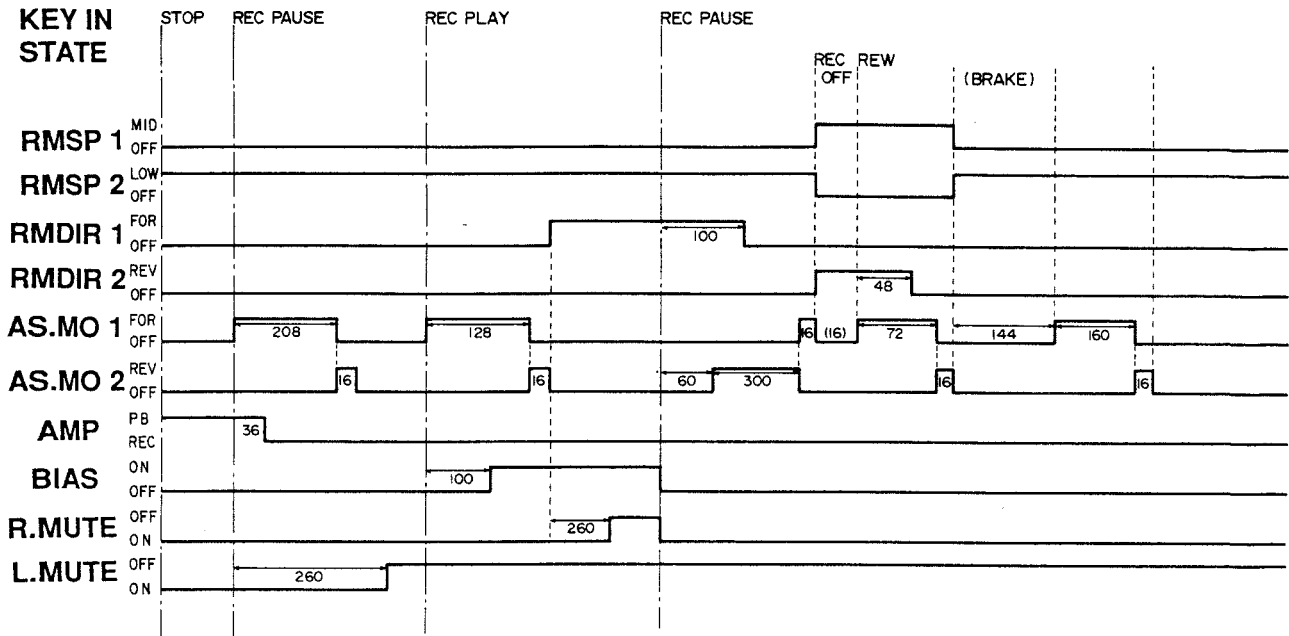 KEY IN STOP REC PAUSE REC PLAY REC PAUSE
STATE
REC REW
OFF (BRAKE)
MID
RMSP 1
OFF
LOW
RMSP 2
OFF
FOR
RMDIR 1 100
OFF
REV
RMDIR 2 48
OFF
FOR
AS.MO 1 208 128 16 (16) 72 144 160
OFF
REV
AS.MO 2 16 16 60 300 16 16
OFF
PB
AMP 36
REC
ON
BIAS 100
OFF
OFF
R.MUTE 260
ON
OFF
L.MUTE 260
ON